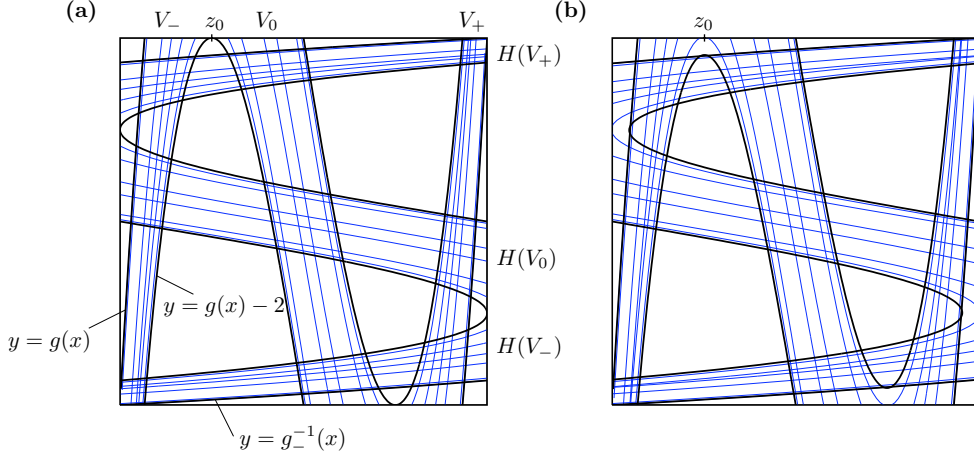 (a) V₋ z₀ V₀ V₊ (b) z₀
H(V₊)
H(V₀)
y = g(x) − 2
y = g(x)
H(V₋)
y = g₋⁻¹(x)